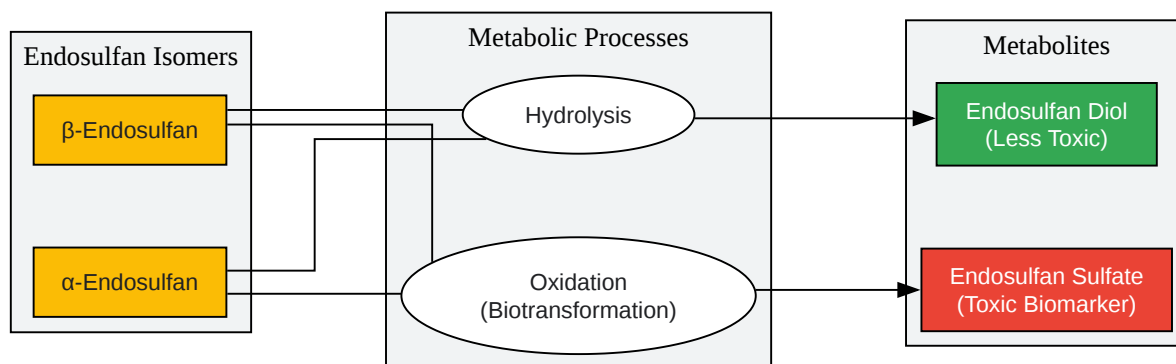 Endosulfan Isomers
β-Endosulfan
α-Endosulfan
Metabolic Processes
Hydrolysis
Oxidation
(Biotransformation)
Metabolites
Endosulfan Diol
(Less Toxic)
Endosulfan Sulfate
(Toxic Biomarker)